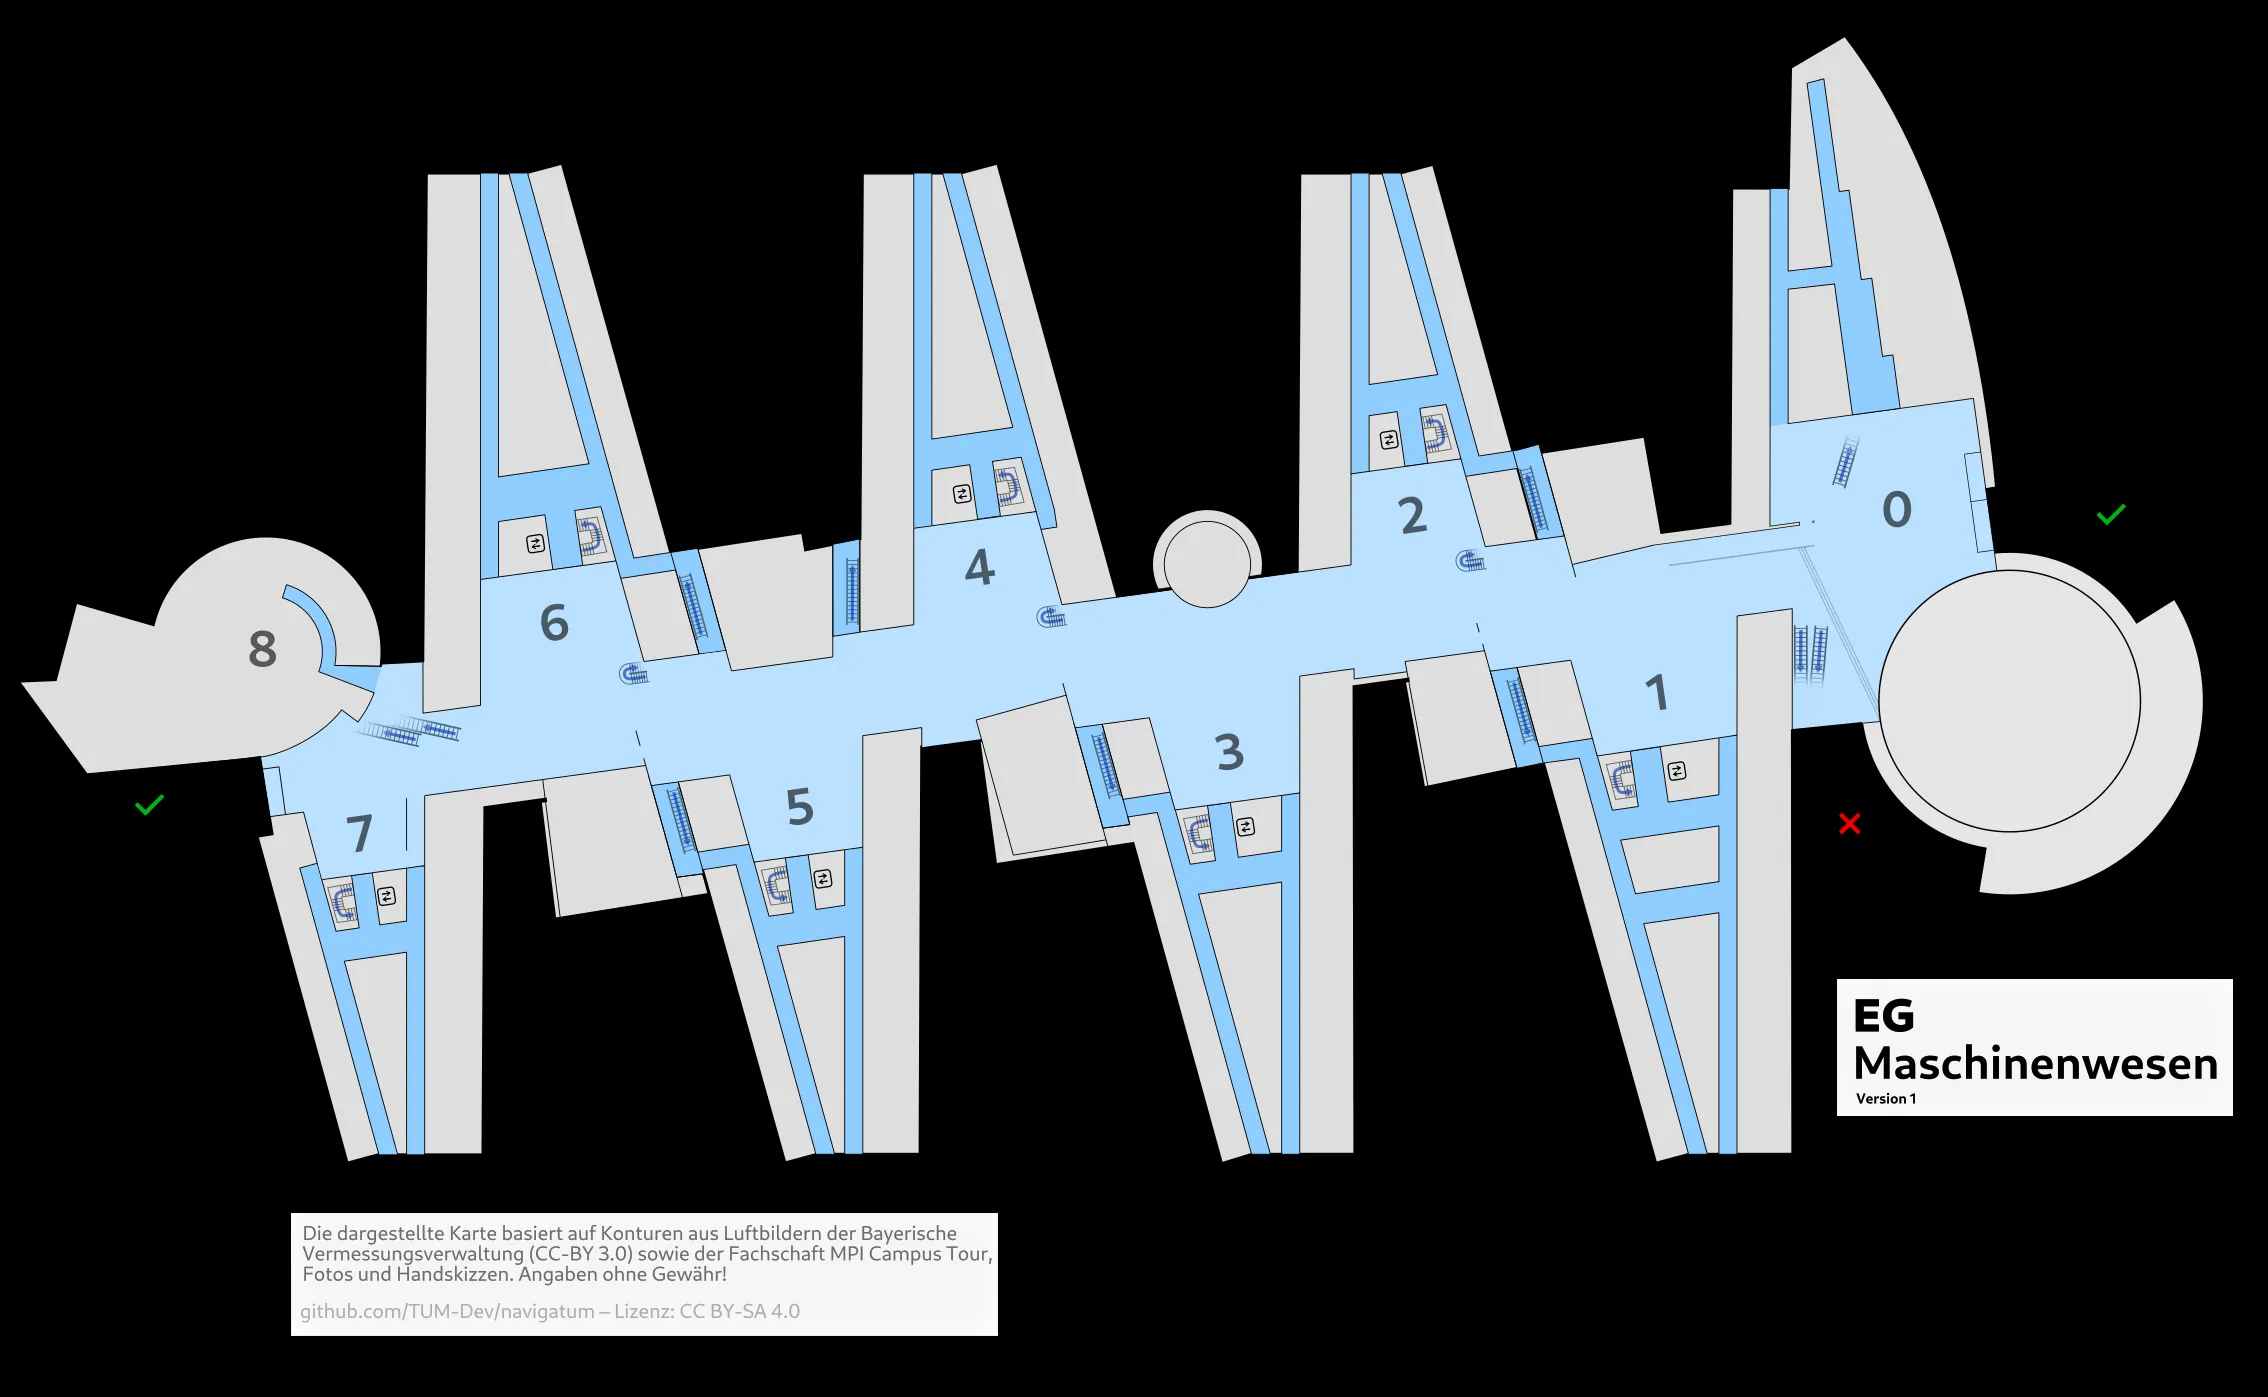 0
2
4
6
8
1
3
5
7
EG
Maschinenwesen
Version 1
Die dargestellte Karte basiert auf Konturen aus Luftbildern der Bayerische
Vermessungsverwaltung (CC-BY 3.0) sowie der Fachschaft MPI Campus Tour,
Fotos und Handskizzen. Angaben ohne Gewähr!
github.com/TUM-Dev/navigatum – Lizenz: CC BY-SA 4.0